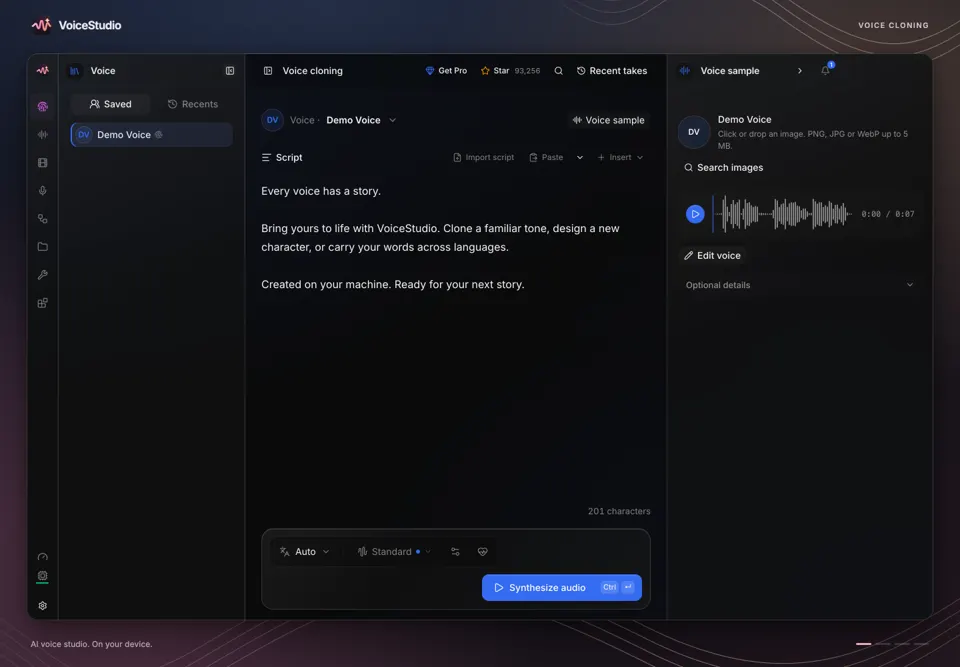 VoiceStudio
VOICE CLONING
Voice
Saved
Recents
DV Demo Voice
Voice cloning
Get Pro
Star 93,256
Recent takes
DV Voice · Demo Voice
Voice sample
Script
Import script
Paste
Insert
Every voice has a story.
Bring yours to life with VoiceStudio. Clone a familiar tone, design a new
character, or carry your words across languages.
Created on your machine. Ready for your next story.
201 characters
Auto
Standard
Synthesize audio Ctrl ↵
Voice sample
1
DV
Demo Voice
Click or drop an image. PNG, JPG or WebP up to 5
MB.
Search images
0:00 / 0:07
Edit voice
Optional details
AI voice studio. On your device.